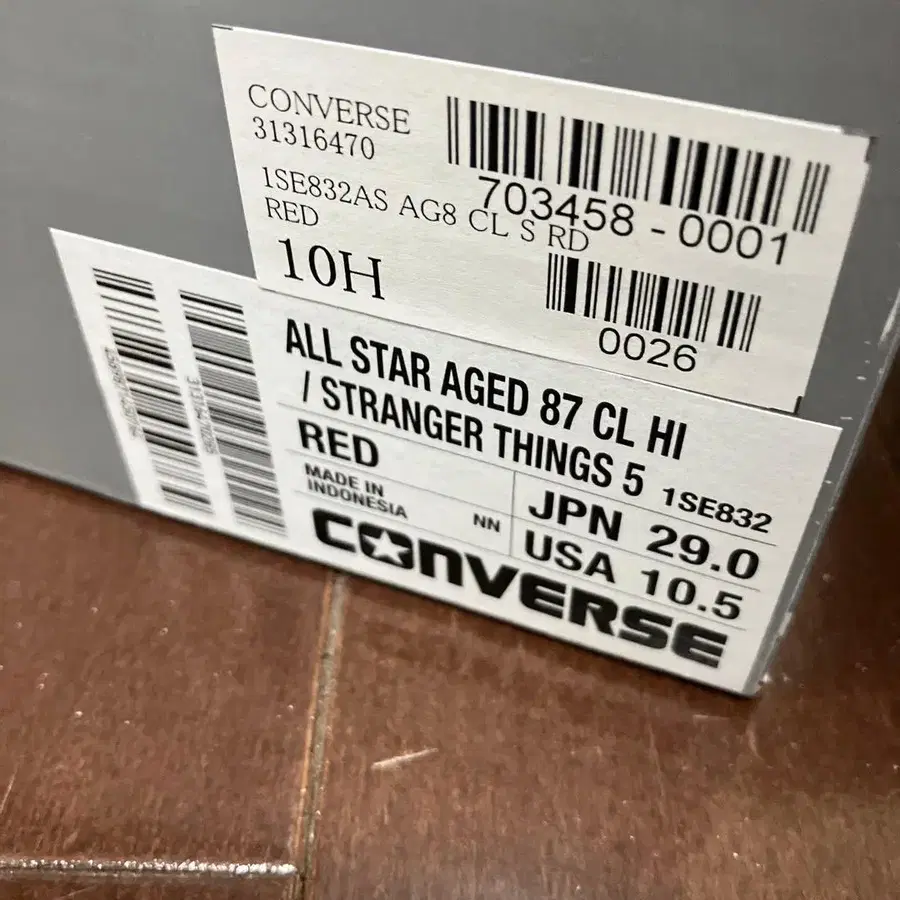 CONVERSE
31316470
703458-0001
1SE832AS AG8 CL S RD
RED
10H
0026
ALL STAR AGED 87 CL HI
/ STRANGER THINGS 5 1SE832
RED
JPN 29.0
MADE IN
INDONESIA
NN
USA 10.5
CONVERSE